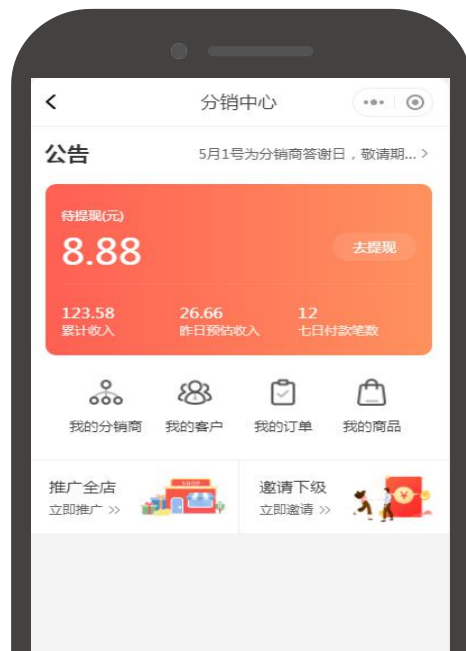 分销中心
公告
5月1号为分销商答谢日，敬请期...
待提现(元)
8.88
去提现
123.58 26.66 12
累计收入 昨日预估收入 七日付款笔数
我的分销商 我的客户 我的订单 我的商品
推广全店
立即推广
SHOP
邀请下级
立即邀请